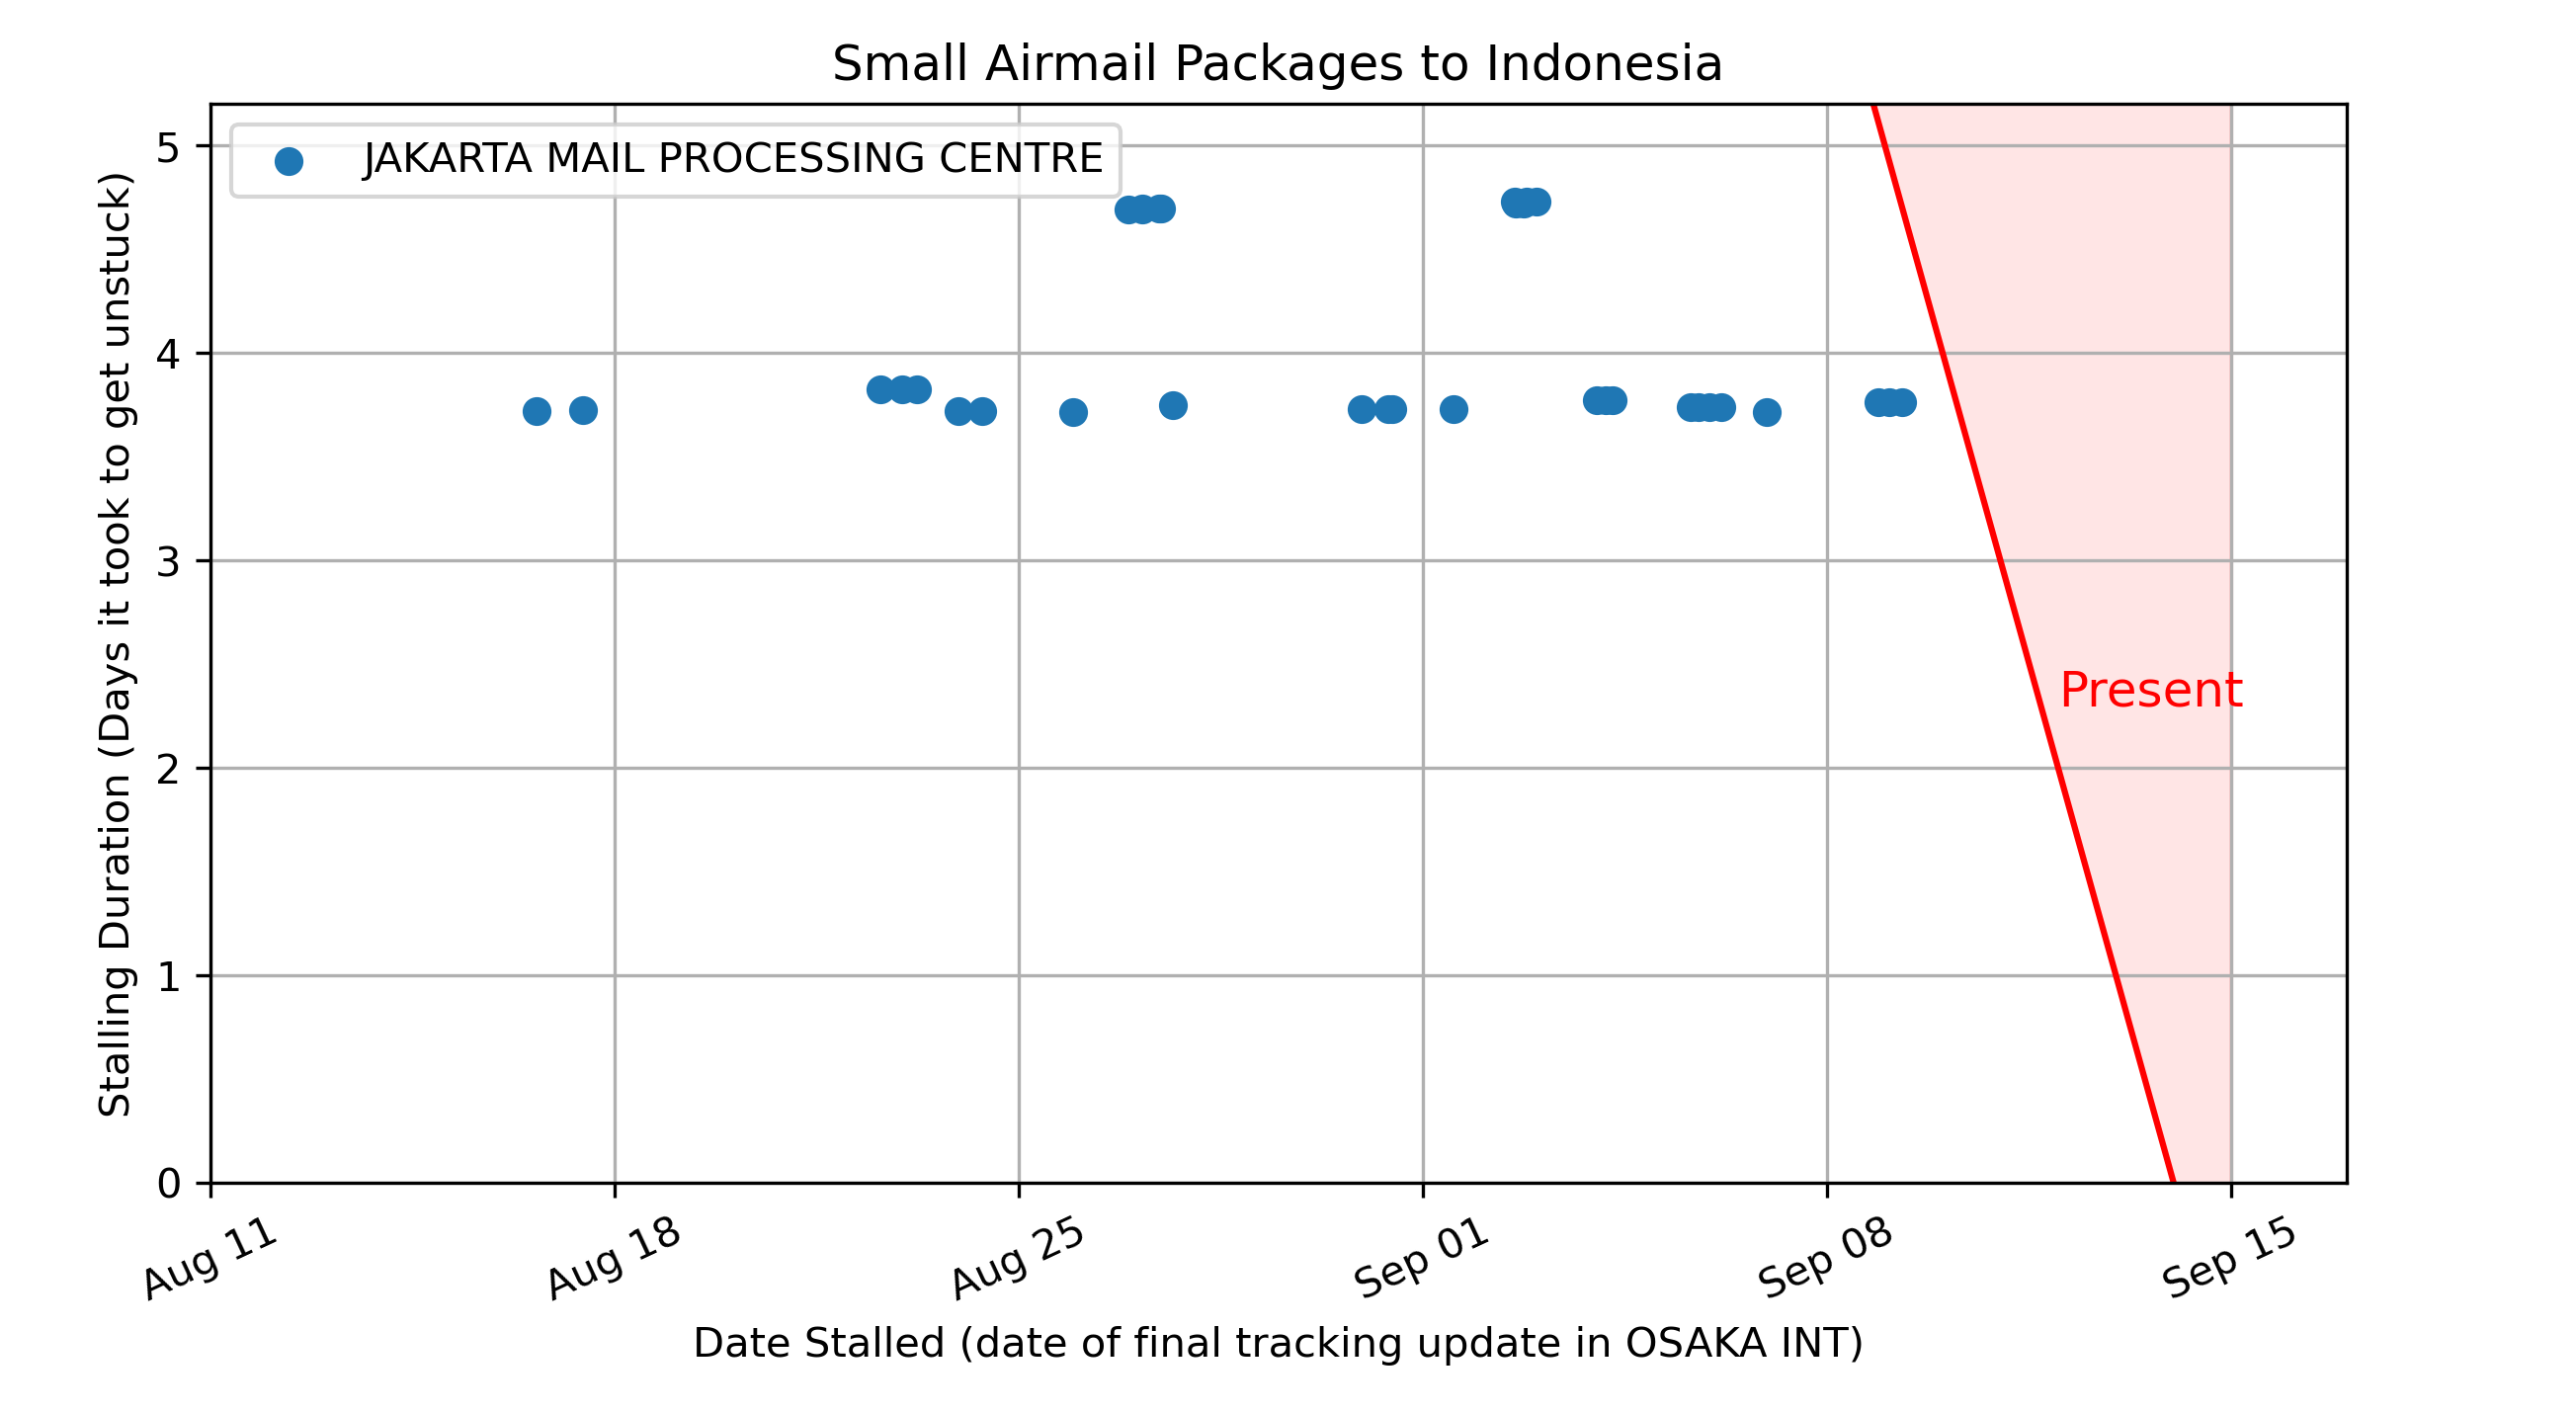 Small Airmail Packages to Indonesia
JAKARTA MAIL PROCESSING CENTRE
Stalling Duration (Days it took to get unstuck)
5
4
3
2
1
0
Present
Aug 11
Aug 18
Aug 25
Sep 01
Sep 08
Sep 15
Date Stalled (date of final tracking update in OSAKA INT)